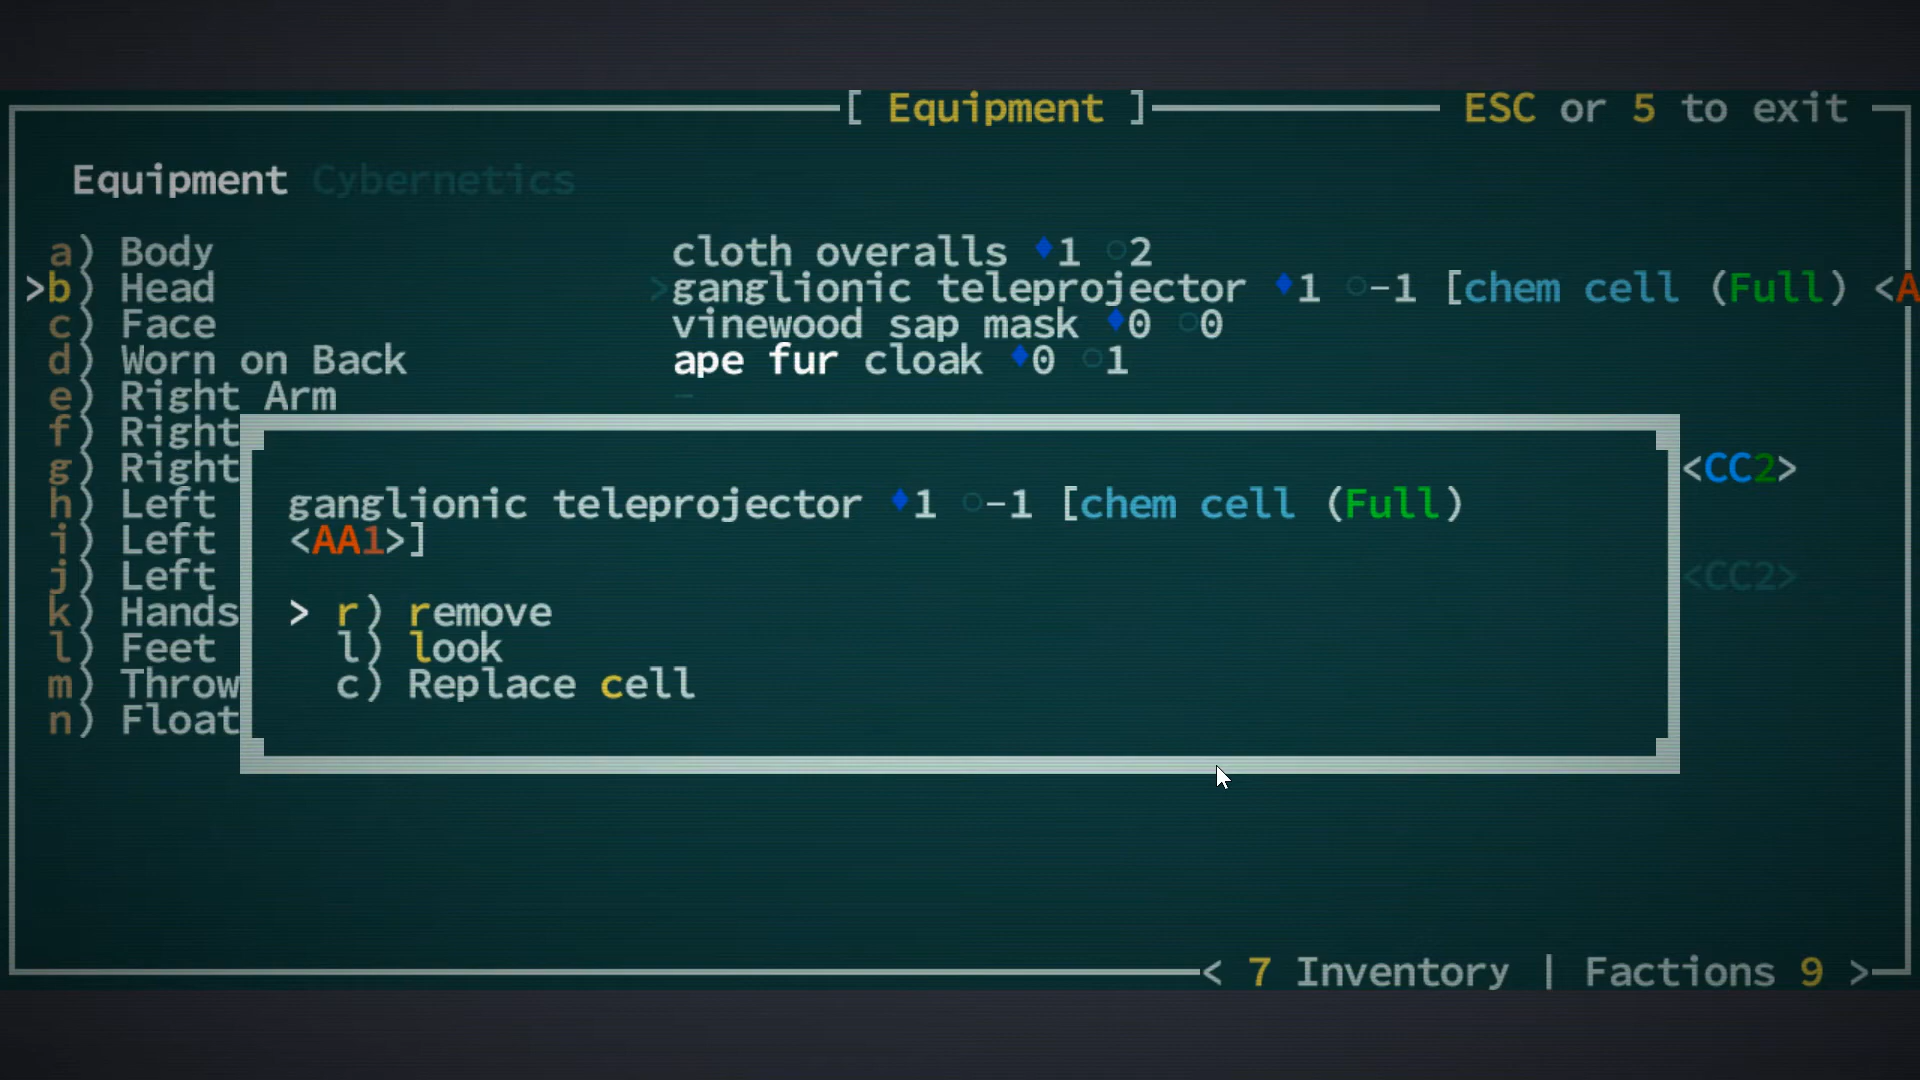 [ Equipment ] ESC or 5 to exit
Equipment Cybernetics
a) Body cloth overalls ♦1 ○2
>b) Head >ganglionic teleprojector ♦1 ○-1 [chem cell (Full) <A
c) Face vinewood sap mask ♦0 ○0
d) Worn on Back ape fur cloak ♦0 ○1
e) Right Arm -
f) Right
g) Right <CC2>
h) Left
i) Left
j) Left <CC2>
k) Hands
l) Feet
m) Throw
n) Float
ganglionic teleprojector ♦1 ○-1 [chem cell (Full)
<AA1>]
> r) remove
l) look
c) Replace cell
< 7 Inventory | Factions 9 >